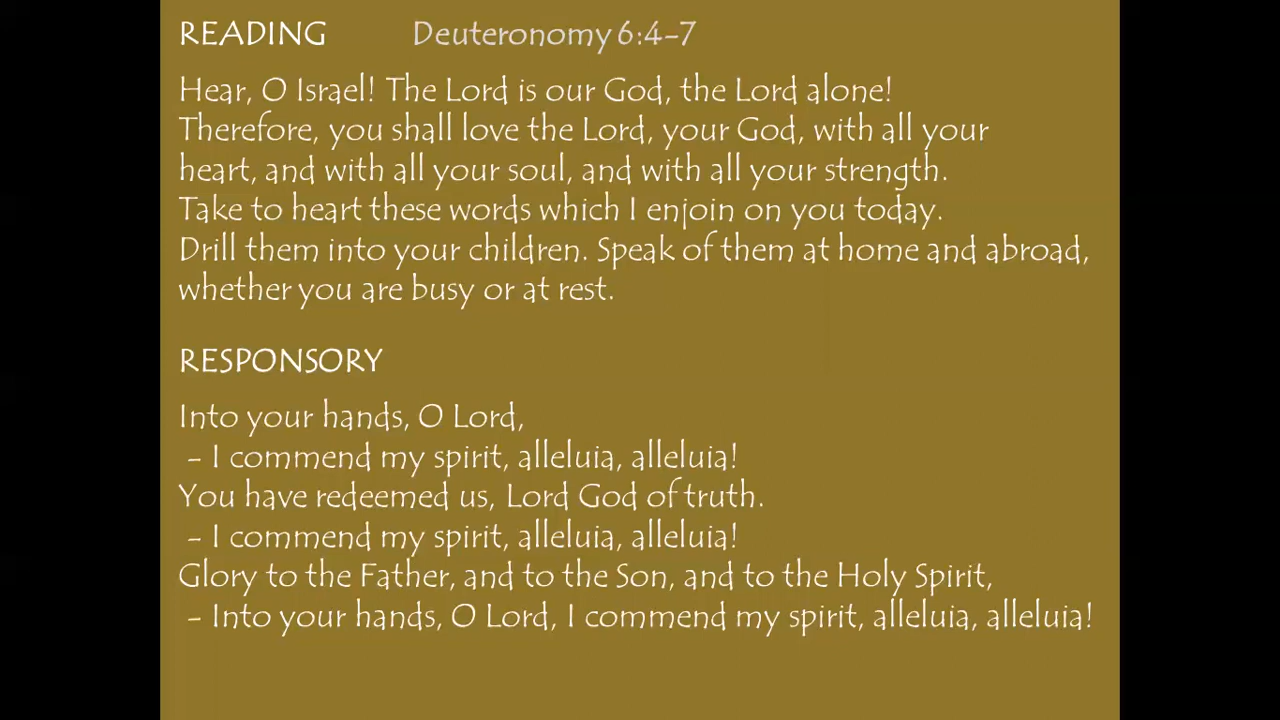 READING Deuteronomy 6:4-7
Hear, O Israel! The Lord is our God, the Lord alone!
Therefore, you shall love the Lord, your God, with all your
heart, and with all your soul, and with all your strength.
Take to heart these words which I enjoin on you today.
Drill them into your children. Speak of them at home and abroad,
whether you are busy or at rest.
RESPONSORY
Into your hands, O Lord,
- I commend my spirit, alleluia, alleluia!
You have redeemed us, Lord God of truth.
- I commend my spirit, alleluia, alleluia!
Glory to the Father, and to the Son, and to the Holy Spirit,
- Into your hands, O Lord, I commend my spirit, alleluia, alleluia!